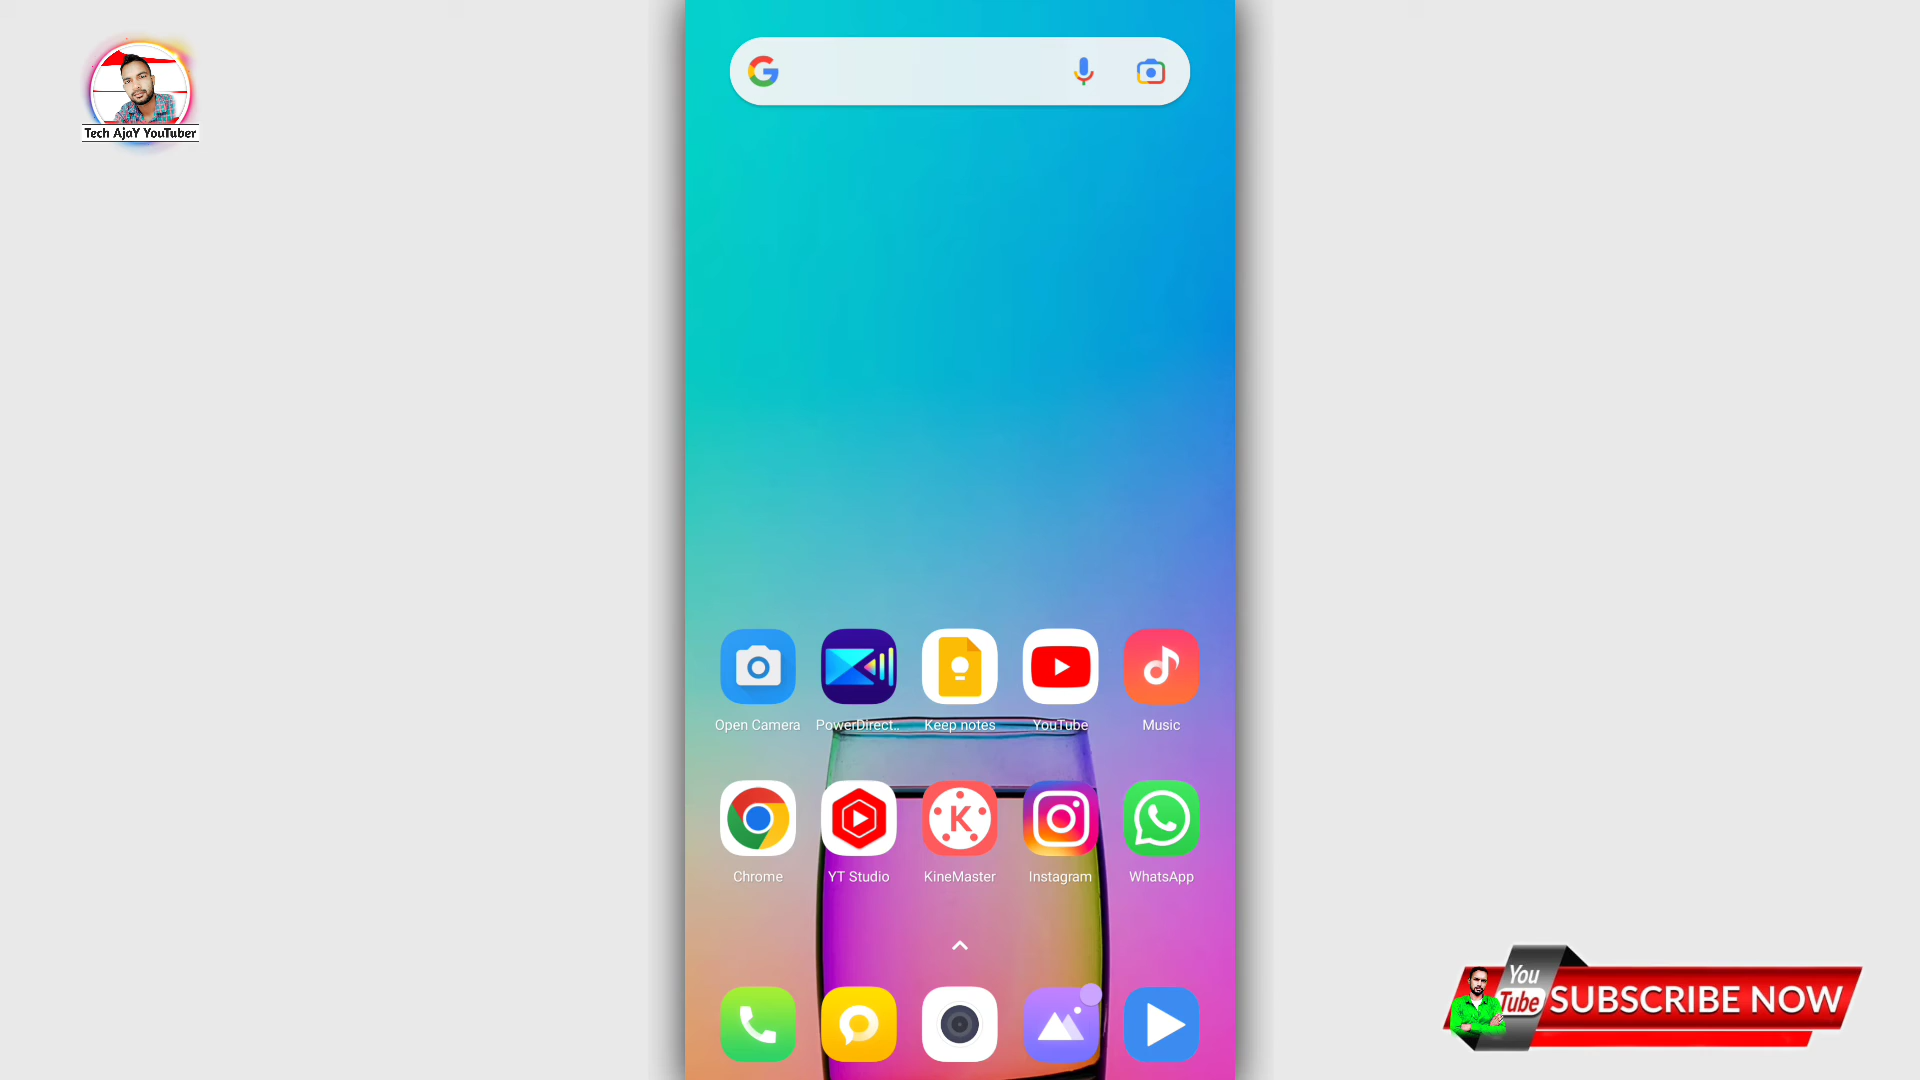 Tech AjaY YouTuber
Open Camera PowerDirect.. Keep notes YouTube Music
Chrome YT Studio KineMaster Instagram WhatsApp
K
You
Tube
SUBSCRIBE NOW